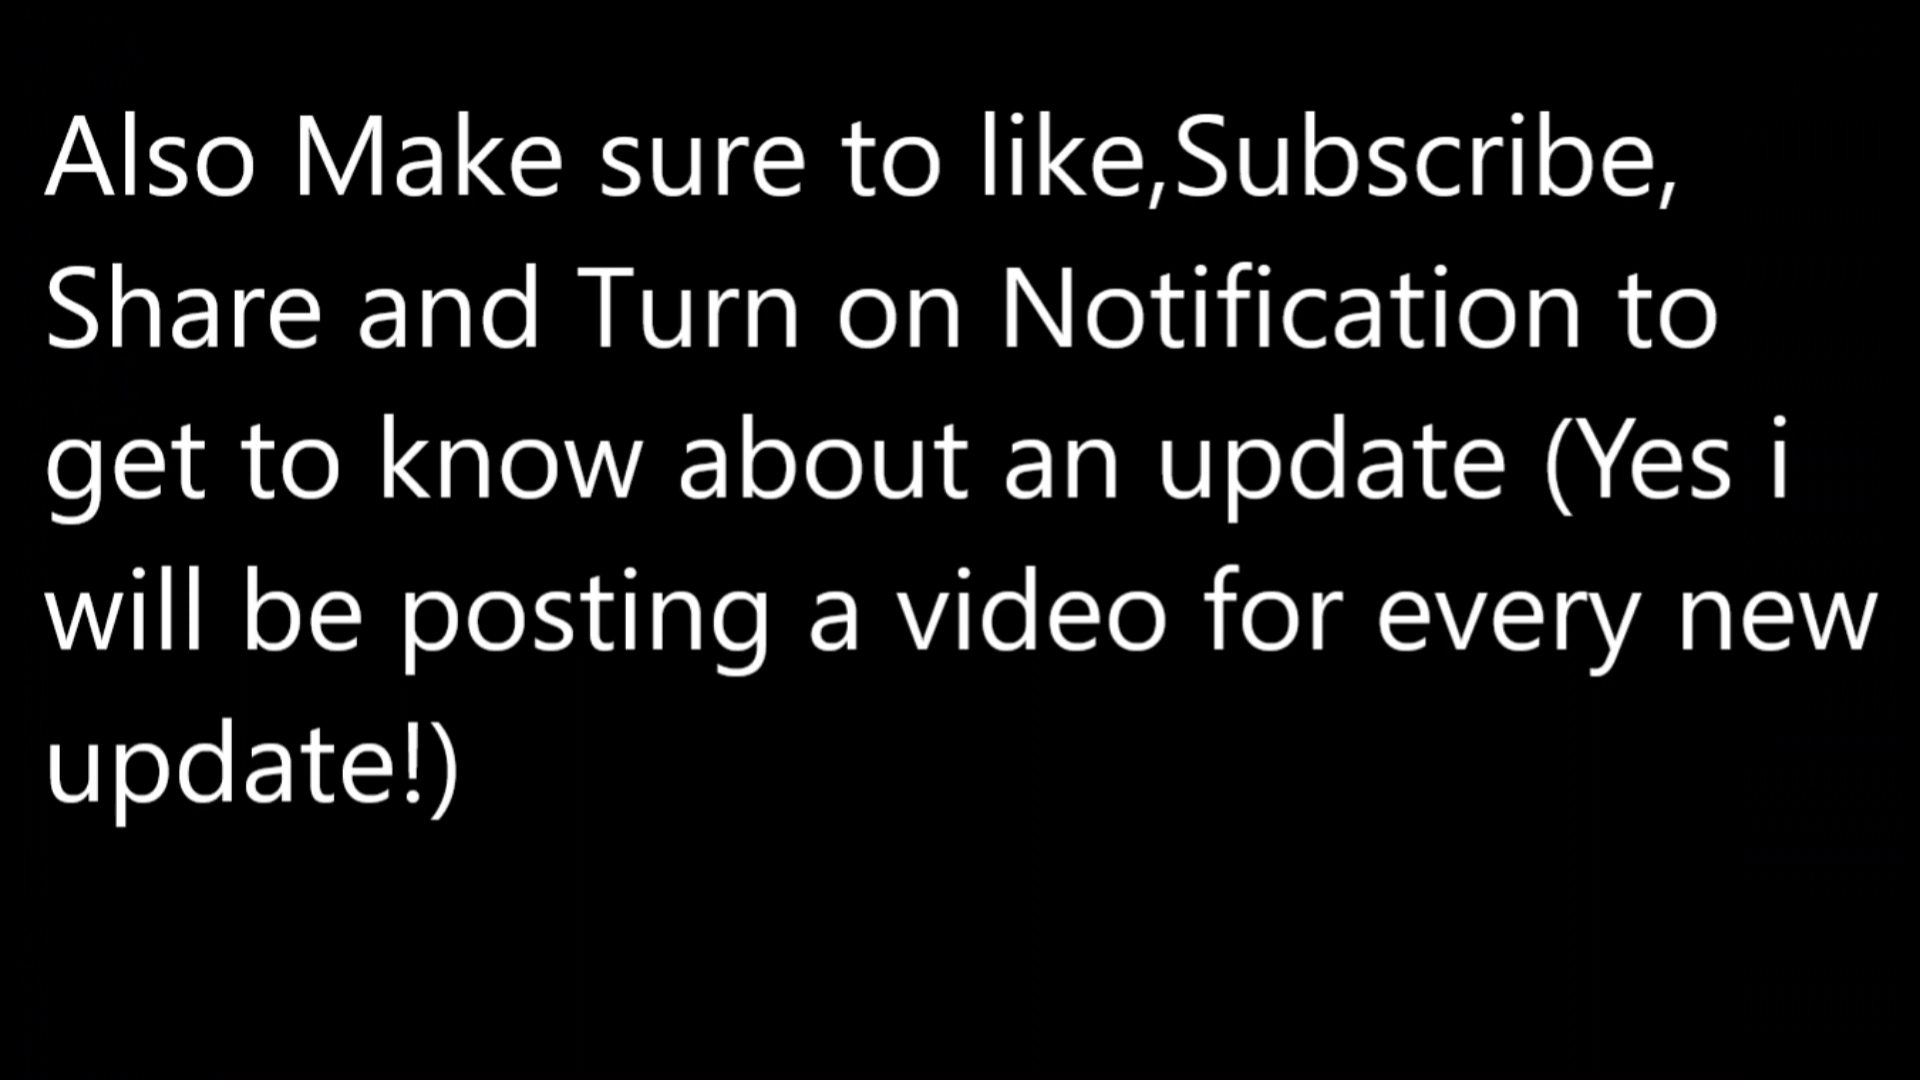 Also Make sure to like,Subscribe,
Share and Turn on Notification to
get to know about an update (Yes i
will be posting a video for every new
update!)